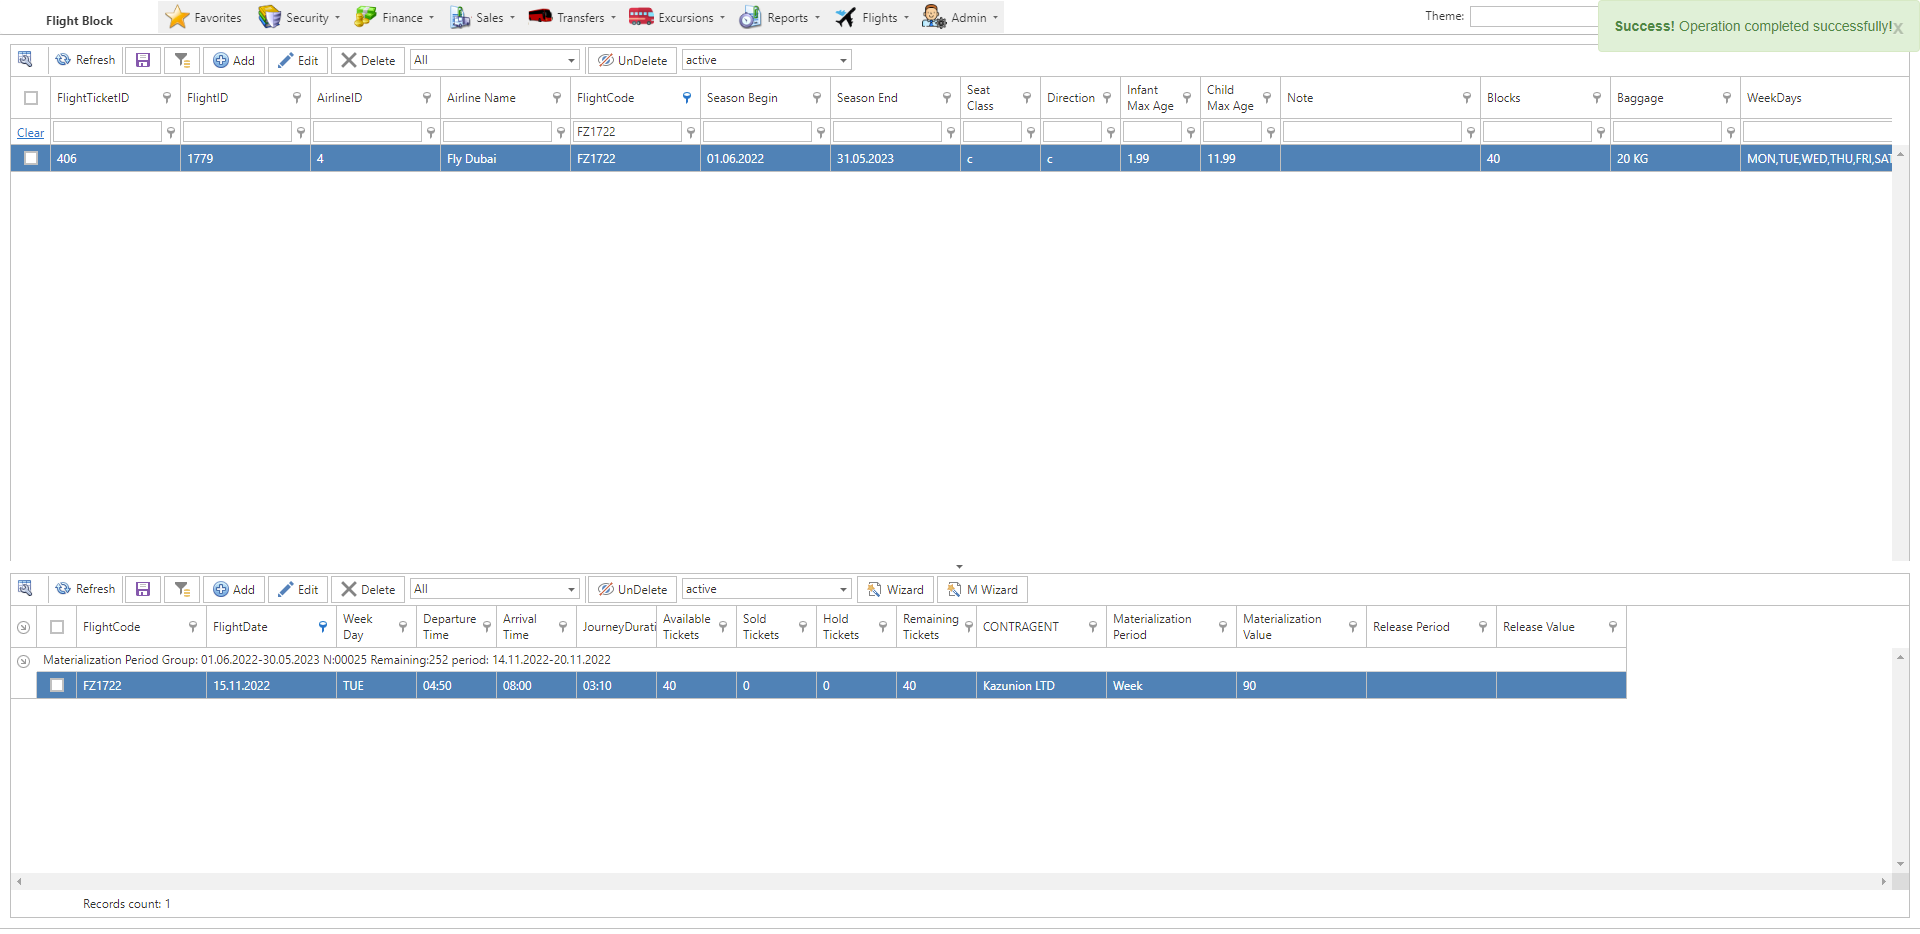 Flight Block Favorites Security Finance Sales Transfers Excursions Reports Flights Admin Theme:
Success! Operation completed successfully! x
Refresh Add Edit Delete All UnDelete active
FlightTicketID FlightID AirlineID Airline Name FlightCode Season Begin Season End Seat Class Direction Infant Max Age Child Max Age Note Blocks Baggage WeekDays
Clear FZ1722
406 1779 4 Fly Dubai FZ1722 01.06.2022 31.05.2023 c c 1.99 11.99 40 20 KG MON,TUE,WED,THU,FRI,SAT
Refresh Add Edit Delete All UnDelete active Wizard M Wizard
FlightCode FlightDate Week Day Departure Time Arrival Time JourneyDurati Available Tickets Sold Tickets Hold Tickets Remaining Tickets CONTRAGENT Materialization Period Materialization Value Release Period Release Value
Materialization Period Group: 01.06.2022-30.05.2023 N:00025 Remaining:252 period: 14.11.2022-20.11.2022
FZ1722 15.11.2022 TUE 04:50 08:00 03:10 40 0 0 40 Kazunion LTD Week 90
Records count: 1